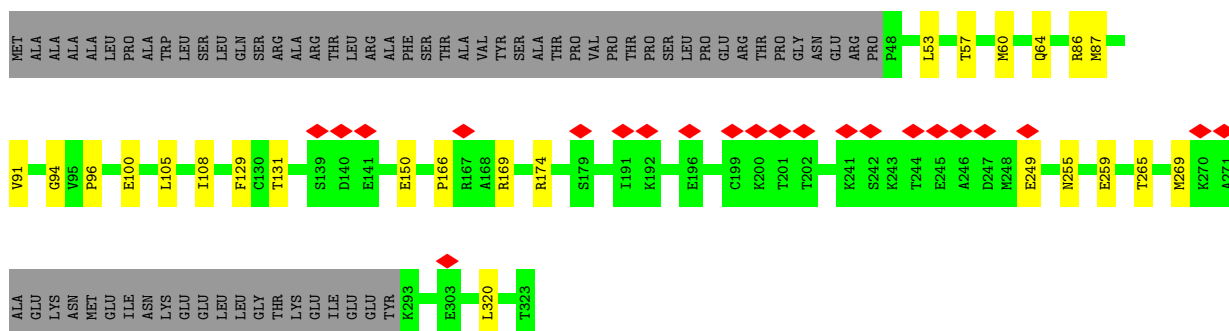 MET ALA ALA ALA ALA LEU PRO ALA TRP LEU SER LEU GLN SER ARG ALA ARG THR LEU ARG ALA PHE SER THR ALA VAL TYR SER ALA THR PRO VAL PRO THR PRO SER LEU PRO GLU ARG THR PRO GLY ASN GLU ARG PRO P48 L53 T57 M60 Q64 R86 M87
V91 G94 V95 P96 E100 L105 I108 F129 C130 T131 S139 D140 E141 E150 P166 R167 A168 R169 R174 S179 I191 K192 E196 C199 K200 T201 T202 K241 S242 K243 T244 E245 A246 D247 M248 E249 N255 E259 T265 M269 K270 A271
ALA GLU LYS ASN MET GLU ILE ASN LYS GLU GLU LEU LEU GLY THR LYS GLU ILE GLU GLU TYR K293 E303 L320 T323